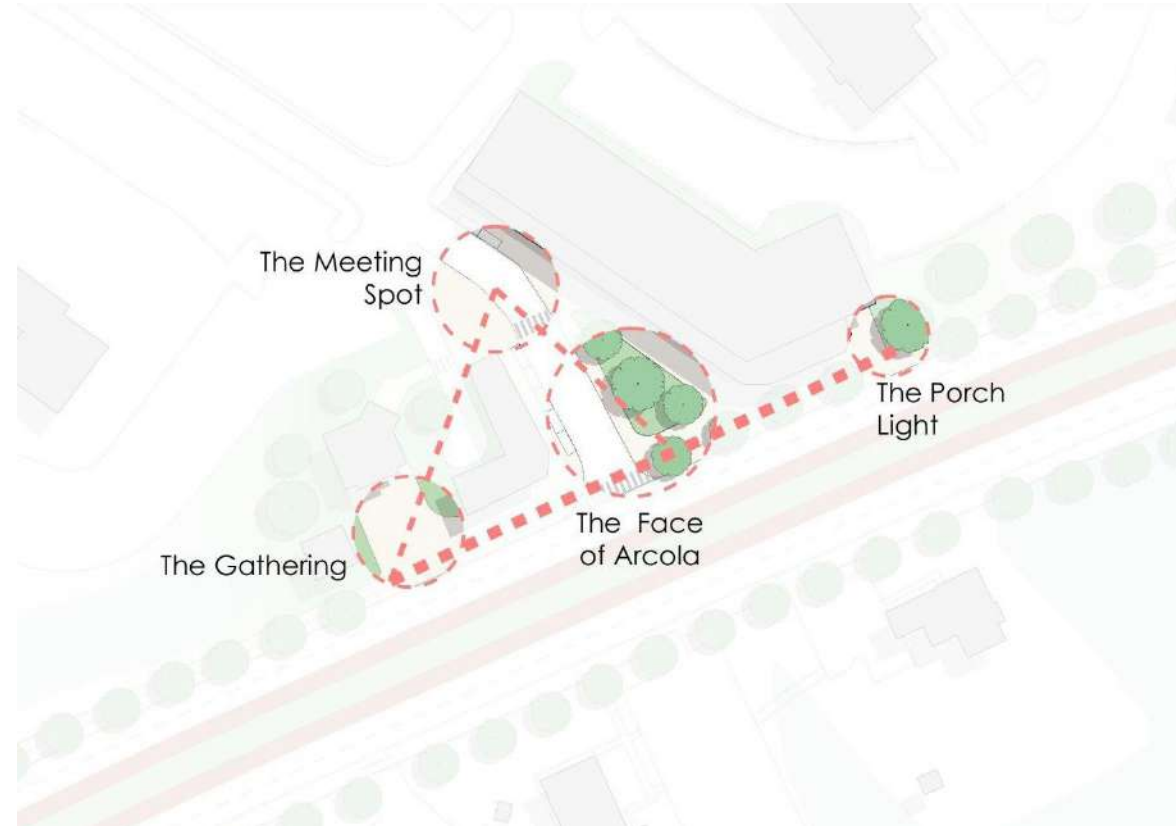 The Meeting
Spot
The Porch
Light
The Face
of Arcola
The Gathering